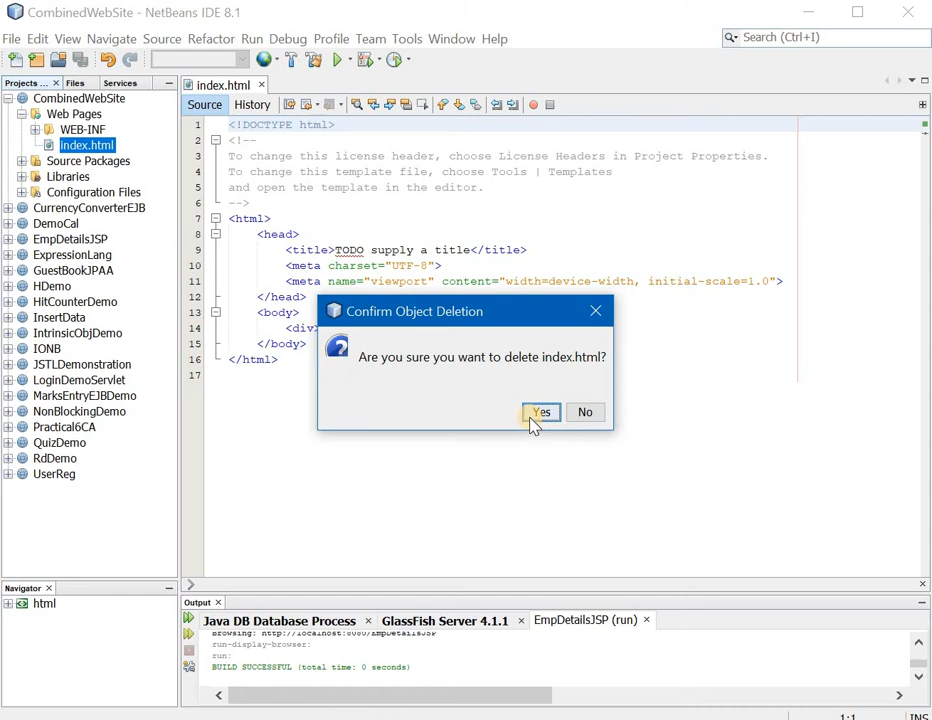 CombinedWebSite - NetBeans IDE 8.1
File Edit View Navigate Source Refactor Run Debug Profile Team Tools Window Help
Search (Ctrl+I)
Projects ... Files Services
index.html
Source History
CombinedWebSite
Web Pages
WEB-INF
index.html
Source Packages
Libraries
Configuration Files
CurrencyConverterEJB
DemoCal
EmpDetailsJSP
ExpressionLang
GuestBookJPAA
HDemo
HitCounterDemo
InsertData
IntrinsicObjDemo
IONB
JSTLDemonstration
LoginDemoServlet
MarksEntryEJBDemo
NonBlockingDemo
Practical6CA
QuizDemo
RdDemo
UserReg
1 <!DOCTYPE html>
2 <!--
3 To change this license header, choose License Headers in Project Properties.
4 To change this template file, choose Tools | Templates
5 and open the template in the editor.
6 -->
7 <html>
8 <head>
9 <title>TODO supply a title</title>
10 <meta charset="UTF-8">
11 <meta name="viewport" content="width=device-width, initial-scale=1.0">
12 </head>
13 <body>
14 <div>
15 </body>
16 </html>
17
Confirm Object Deletion
Are you sure you want to delete index.html?
Yes No
Navigator
html
Output
Java DB Database Process GlassFish Server 4.1.1 EmpDetailsJSP (run)
Browsing: http://localhost:8080/EmpDetailsJSP
run-display-browser:
run:
BUILD SUCCESSFUL (total time: 0 seconds)
1:1 INS